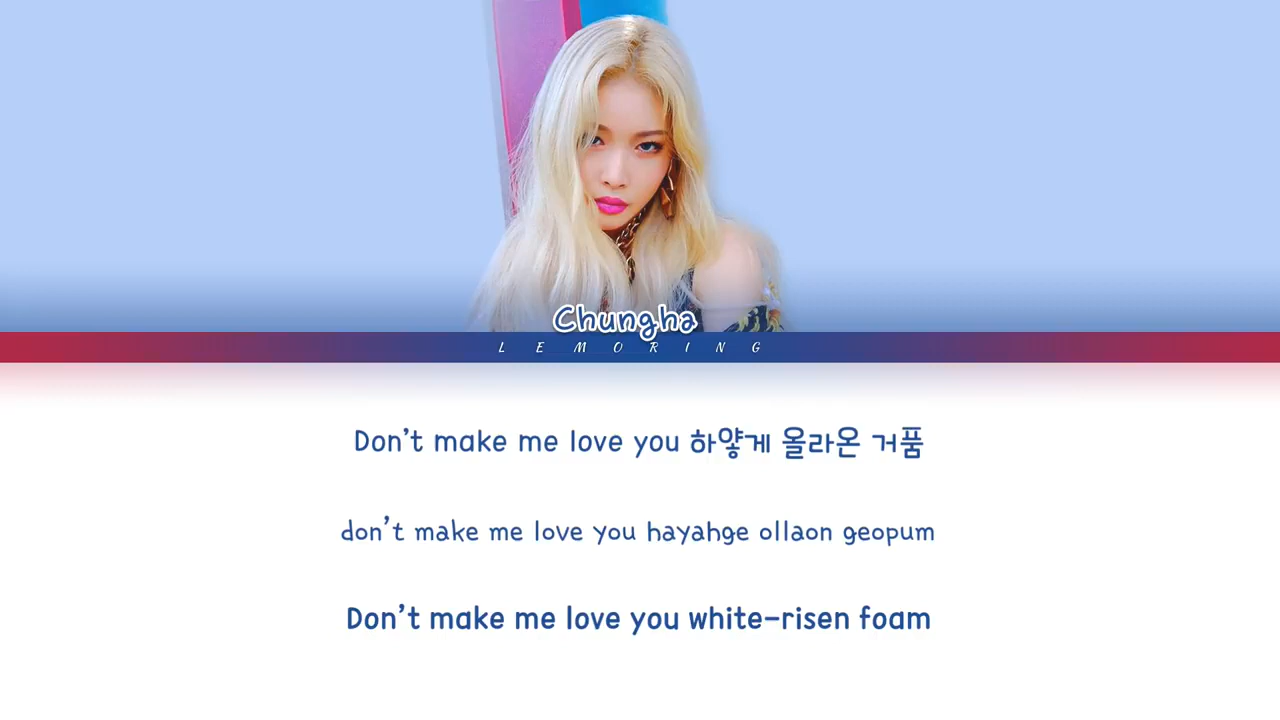 Chungha
LEMORING
Don't make me love you 하얗게 올라온 거품
don't make me love you hayahge ollaon geopum
Don't make me love you white-risen foam